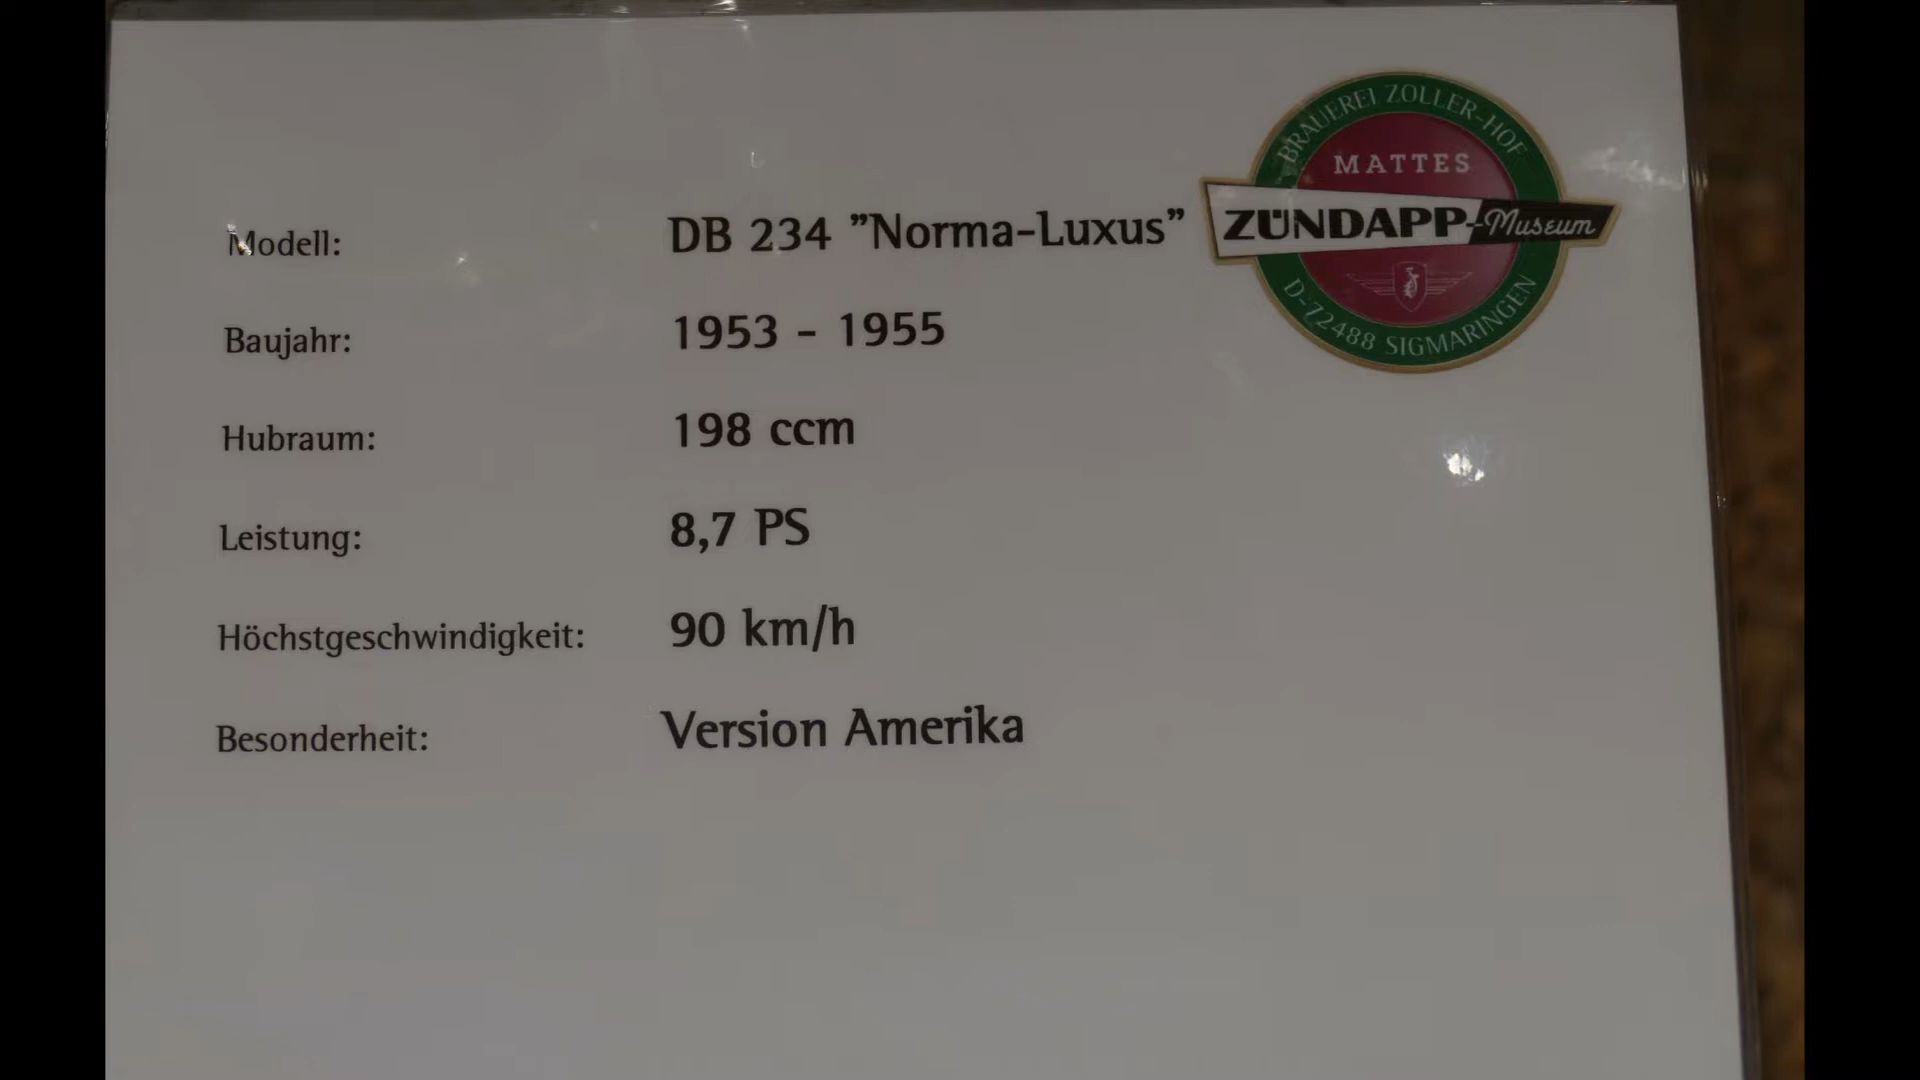 BRAUEREI ZOLLER-HOF
MATTES
ZÜNDAPP-Museum
D-72488 SIGMARINGEN
Modell: DB 234 "Norma-Luxus"
Baujahr: 1953 - 1955
Hubraum: 198 ccm
Leistung: 8,7 PS
Höchstgeschwindigkeit: 90 km/h
Besonderheit: Version Amerika